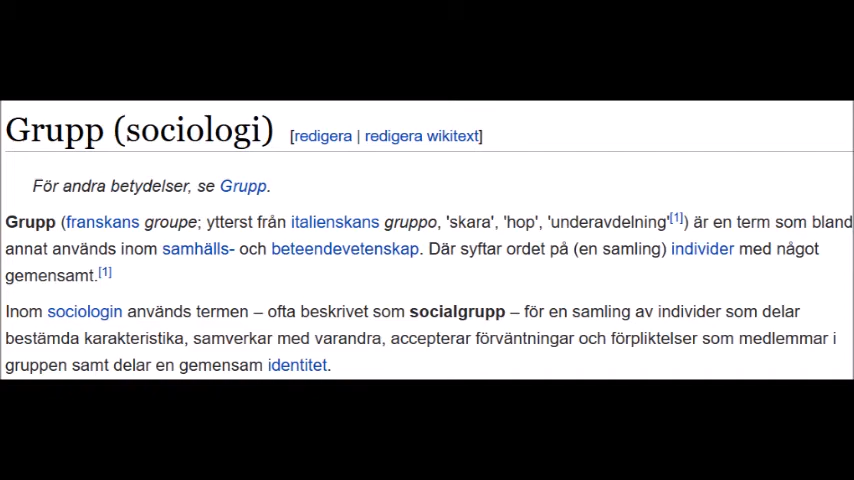 Grupp (sociologi) [redigera | redigera wikitext]
För andra betydelser, se Grupp.
Grupp (franskans groupe; ytterst från italienskans gruppo, 'skara', 'hop', 'underavdelning'[1]) är en term som bland
annat används inom samhälls- och beteendevetenskap. Där syftar ordet på (en samling) individer med något
gemensamt.[1]
Inom sociologin används termen – ofta beskrivet som socialgrupp – för en samling av individer som delar
bestämda karakteristika, samverkar med varandra, accepterar förväntningar och förpliktelser som medlemmar i
gruppen samt delar en gemensam identitet.